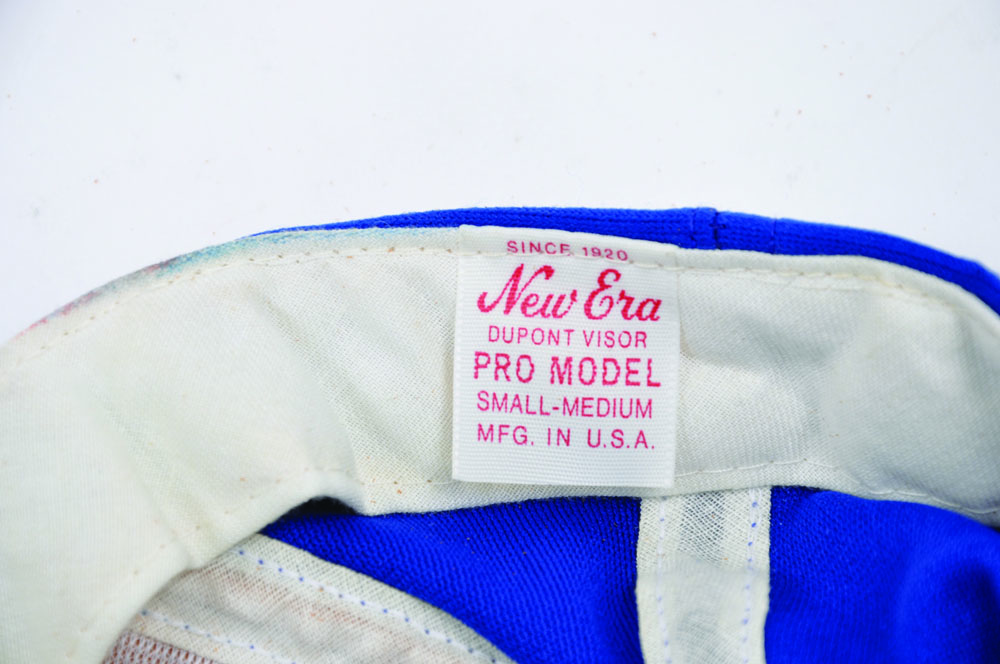 SINCE 1920
New Era
DUPONT VISOR
PRO MODEL
SMALL-MEDIUM
MFG. IN U.S.A.